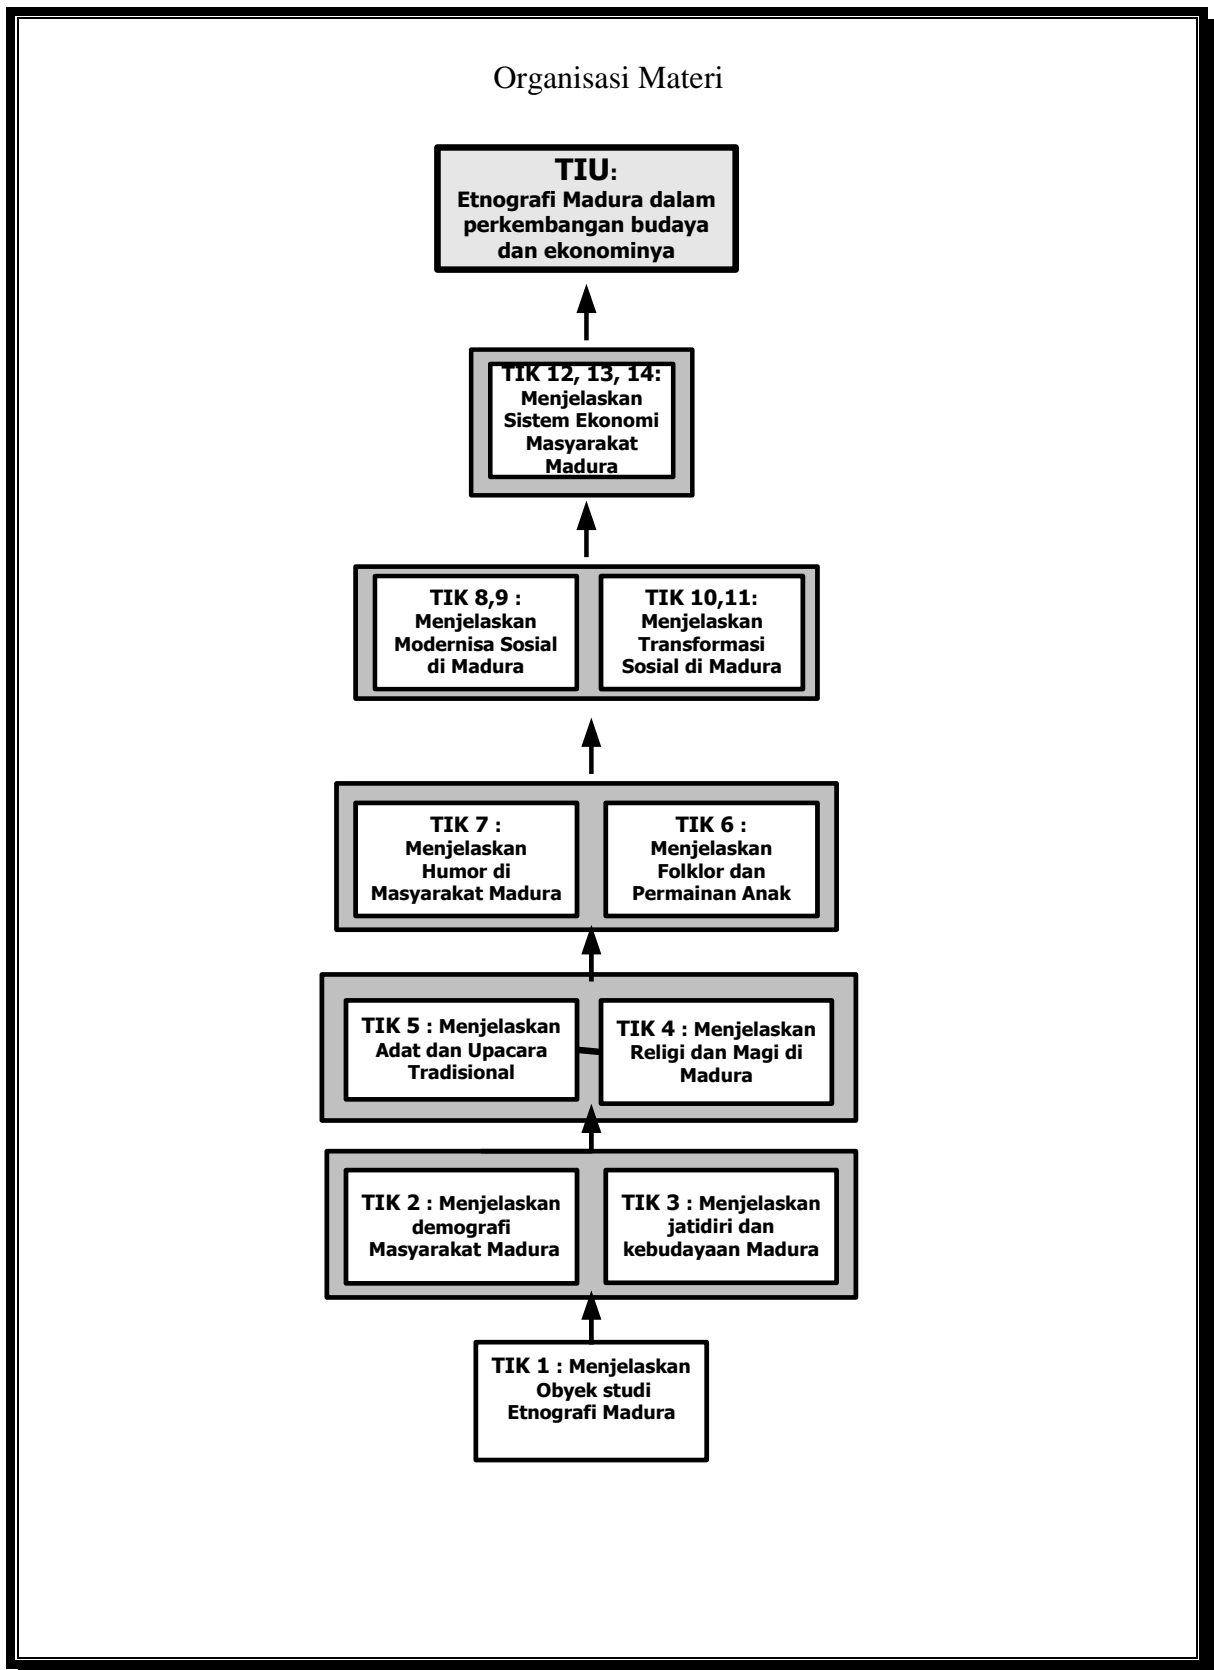 Organisasi Materi
TIU:
Etnografi Madura dalam
perkembangan budaya
dan ekonominya
TIK 12, 13, 14:
Menjelaskan
Sistem Ekonomi
Masyarakat
Madura
TIK 8,9 :
Menjelaskan
Modernisa Sosial
di Madura
TIK 10,11:
Menjelaskan
Transformasi
Sosial di Madura
TIK 7 :
Menjelaskan
Humor di
Masyarakat Madura
TIK 6 :
Menjelaskan
Folklor dan
Permainan Anak
TIK 5 : Menjelaskan
Adat dan Upacara
Tradisional
TIK 4 : Menjelaskan
Religi dan Magi di
Madura
TIK 2 : Menjelaskan
demografi
Masyarakat Madura
TIK 3 : Menjelaskan
jatidiri dan
kebudayaan Madura
TIK 1 : Menjelaskan
Obyek studi
Etnografi Madura